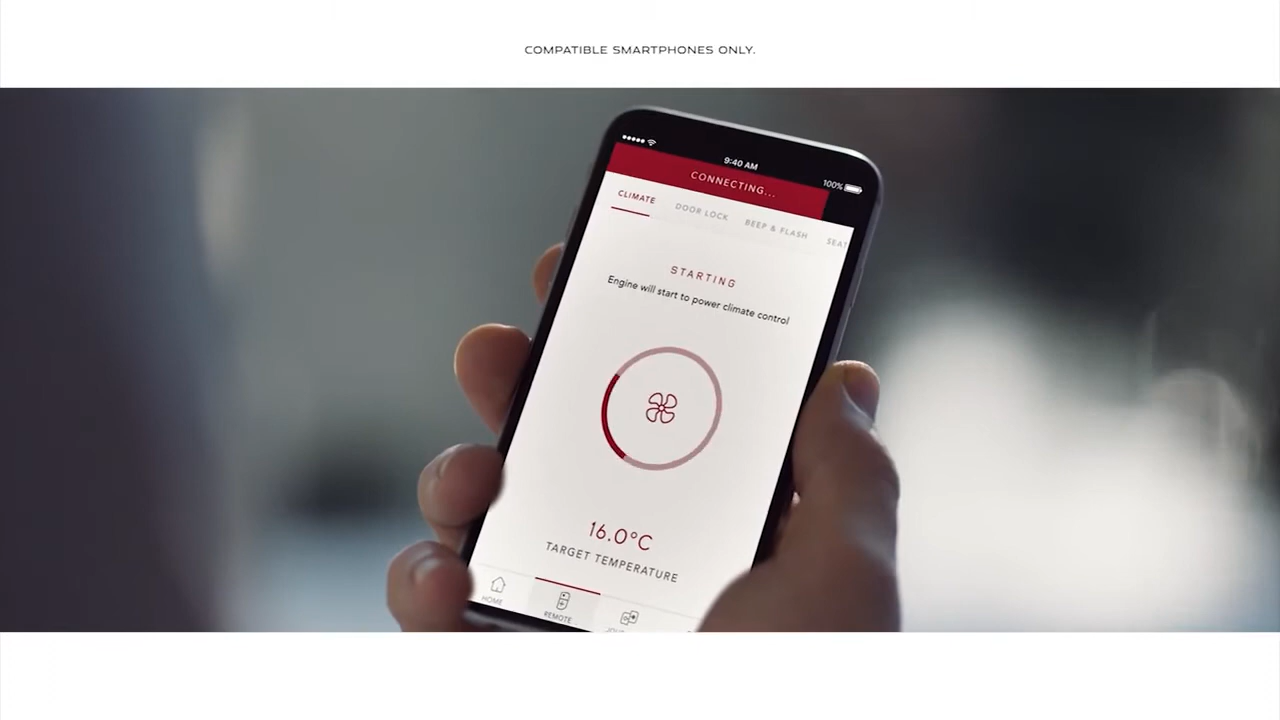 COMPATIBLE SMARTPHONES ONLY.
9:40 AM
100%
CONNECTING...
CLIMATE DOOR LOCK BEEP & FLASH
STARTING
Engine will start to power climate control
16.0°C
TARGET TEMPERATURE
HOME REMOTE